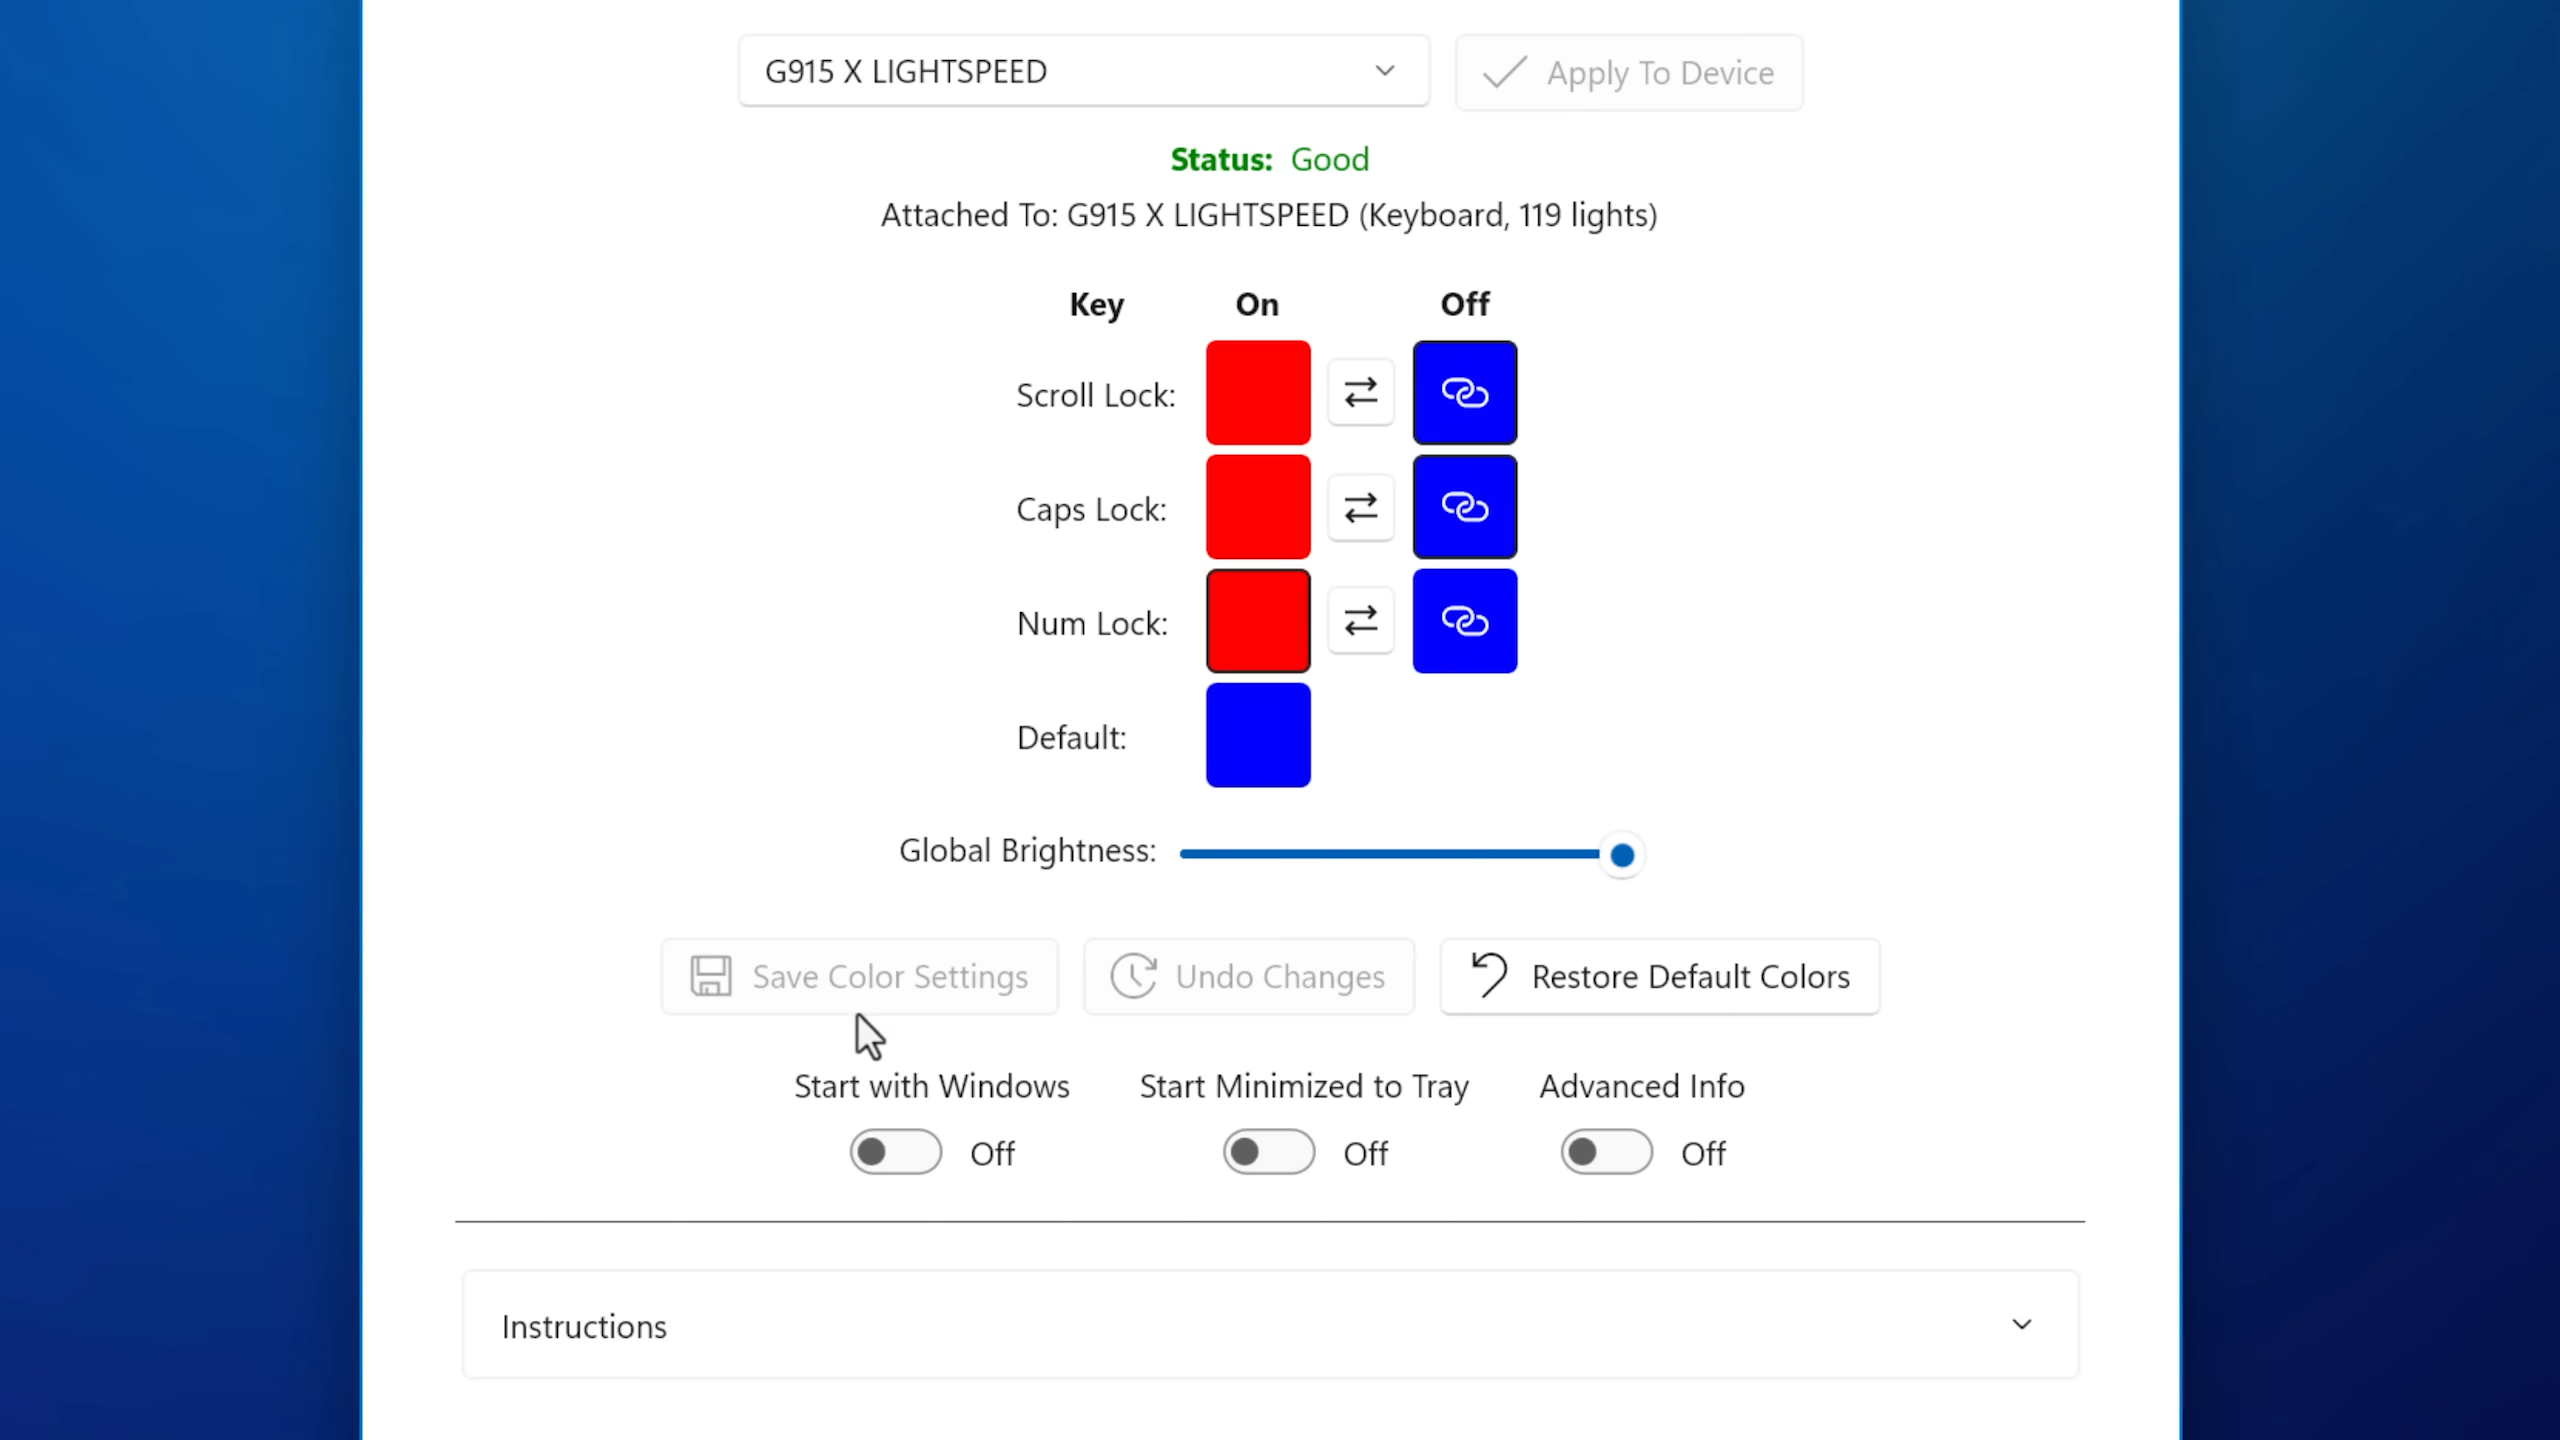 G915 X LIGHTSPEED
Apply To Device
Status: Good
Attached To: G915 X LIGHTSPEED (Keyboard, 119 lights)
Key On Off
Scroll Lock:
Caps Lock:
Num Lock:
Default:
Global Brightness:
Save Color Settings
Undo Changes
Restore Default Colors
Start with Windows
Start Minimized to Tray
Advanced Info
Off
Off
Off
Instructions